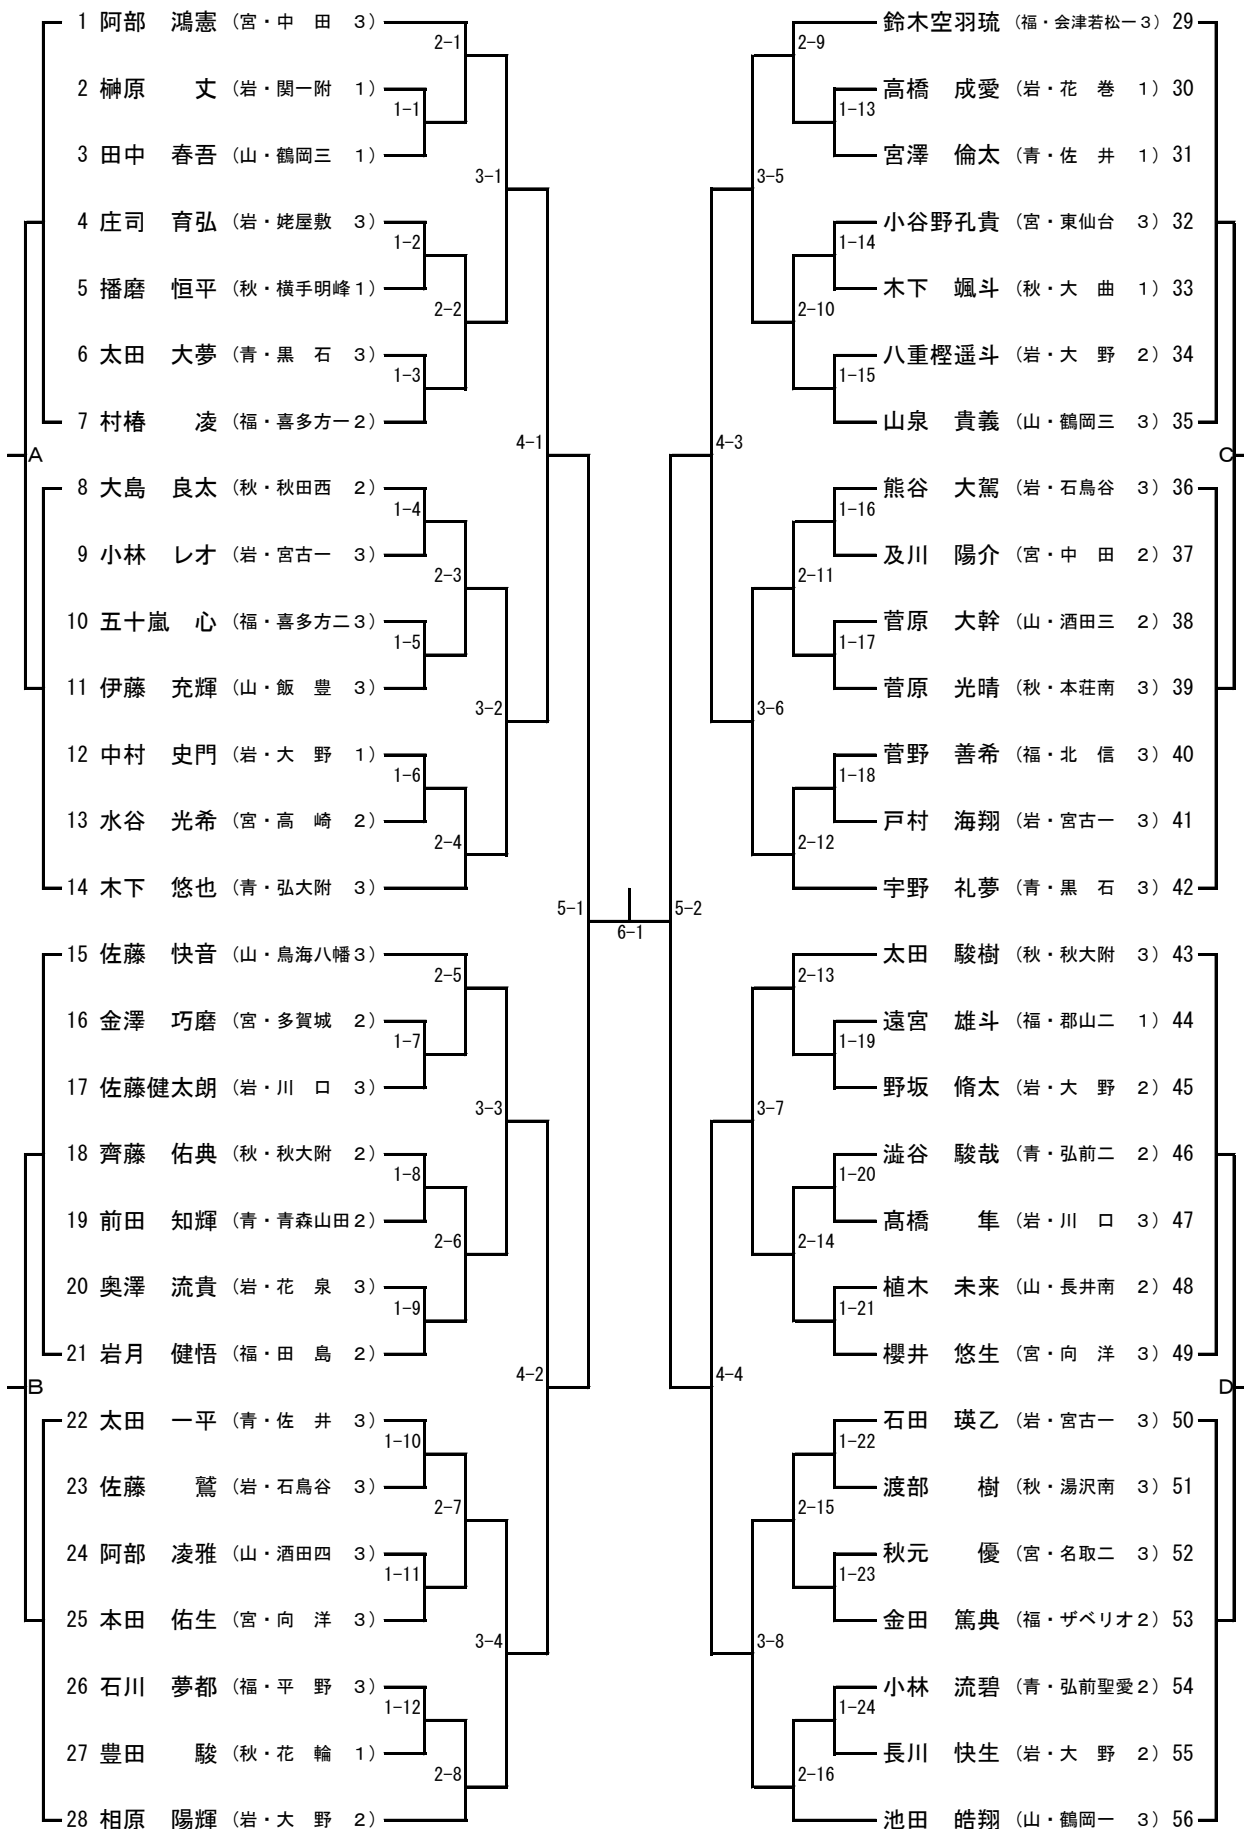 1 阿部 鴻憲 (宮・中 田 3)
2-1
2 榊原 丈 (岩・関一附 1)
1-1
3 田中 春吾 (山・鶴岡三 1)
3-1
4 庄司 育弘 (岩・姥屋敷 3)
1-2
5 播磨 恒平 (秋・横手明峰1)
2-2
6 太田 大夢 (青・黒 石 3)
1-3
7 村椿 凌 (福・喜多方一2)
4-1
A
8 大島 良太 (秋・秋田西 2)
1-4
9 小林 レオ (岩・宮古一 3)
2-3
10 五十嵐 心 (福・喜多方二3)
1-5
11 伊藤 充輝 (山・飯 豊 3)
3-2
12 中村 史門 (岩・大 野 1)
1-6
13 水谷 光希 (宮・高 崎 2)
2-4
14 木下 悠也 (青・弘大附 3)
5-1
6-1
15 佐藤 快音 (山・鳥海八幡3)
2-5
16 金澤 巧磨 (宮・多賀城 2)
1-7
17 佐藤健太朗 (岩・川 口 3)
3-3
18 齊藤 佑典 (秋・秋大附 2)
1-8
19 前田 知輝 (青・青森山田2)
2-6
20 奥澤 流貴 (岩・花 泉 3)
1-9
21 岩月 健悟 (福・田 島 2)
4-2
B
22 太田 一平 (青・佐 井 3)
1-10
23 佐藤 鷲 (岩・石鳥谷 3)
2-7
24 阿部 凌雅 (山・酒田四 3)
1-11
25 本田 佑生 (宮・向 洋 3)
3-4
26 石川 夢都 (福・平 野 3)
1-12
27 豊田 駿 (秋・花 輪 1)
2-8
28 相原 陽輝 (岩・大 野 2)
鈴木空羽琉 (福・会津若松一3) 29
2-9
高橋 成愛 (岩・花 巻 1) 30
1-13
宮澤 倫太 (青・佐 井 1) 31
3-5
小谷野孔貴 (宮・東仙台 3) 32
1-14
木下 颯斗 (秋・大 曲 1) 33
2-10
八重樫遥斗 (岩・大 野 2) 34
1-15
山泉 貴義 (山・鶴岡三 3) 35
4-3
C
熊谷 大駕 (岩・石鳥谷 3) 36
1-16
及川 陽介 (宮・中 田 2) 37
2-11
菅原 大幹 (山・酒田三 2) 38
1-17
菅原 光晴 (秋・本荘南 3) 39
3-6
菅野 善希 (福・北 信 3) 40
1-18
戸村 海翔 (岩・宮古一 3) 41
2-12
宇野 礼夢 (青・黒 石 3) 42
5-2
太田 駿樹 (秋・秋大附 3) 43
2-13
遠宮 雄斗 (福・郡山二 1) 44
1-19
野坂 脩太 (岩・大 野 2) 45
3-7
澁谷 駿哉 (青・弘前二 2) 46
1-20
髙橋 隼 (岩・川 口 3) 47
2-14
植木 未来 (山・長井南 2) 48
1-21
櫻井 悠生 (宮・向 洋 3) 49
4-4
D
石田 瑛乙 (岩・宮古一 3) 50
1-22
渡部 樹 (秋・湯沢南 3) 51
2-15
秋元 優 (宮・名取二 3) 52
1-23
金田 篤典 (福・ザベリオ2) 53
3-8
小林 流碧 (青・弘前聖愛2) 54
1-24
長川 快生 (岩・大 野 2) 55
2-16
池田 皓翔 (山・鶴岡一 3) 56